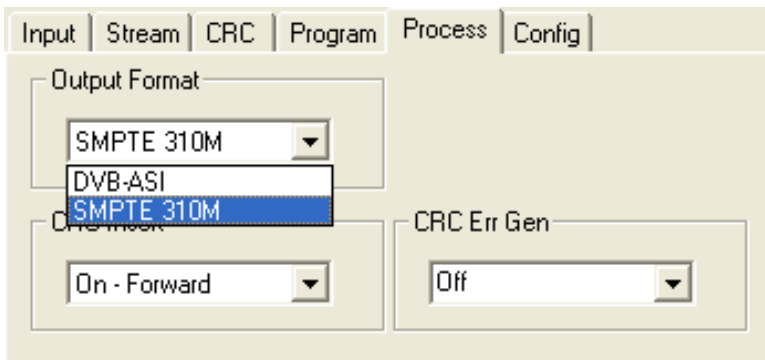 Input Stream CRC Program Process Config
Output Format
SMPTE 310M
DVB-ASI
SMPTE 310M
CRC Err Gen
On - Forward Off